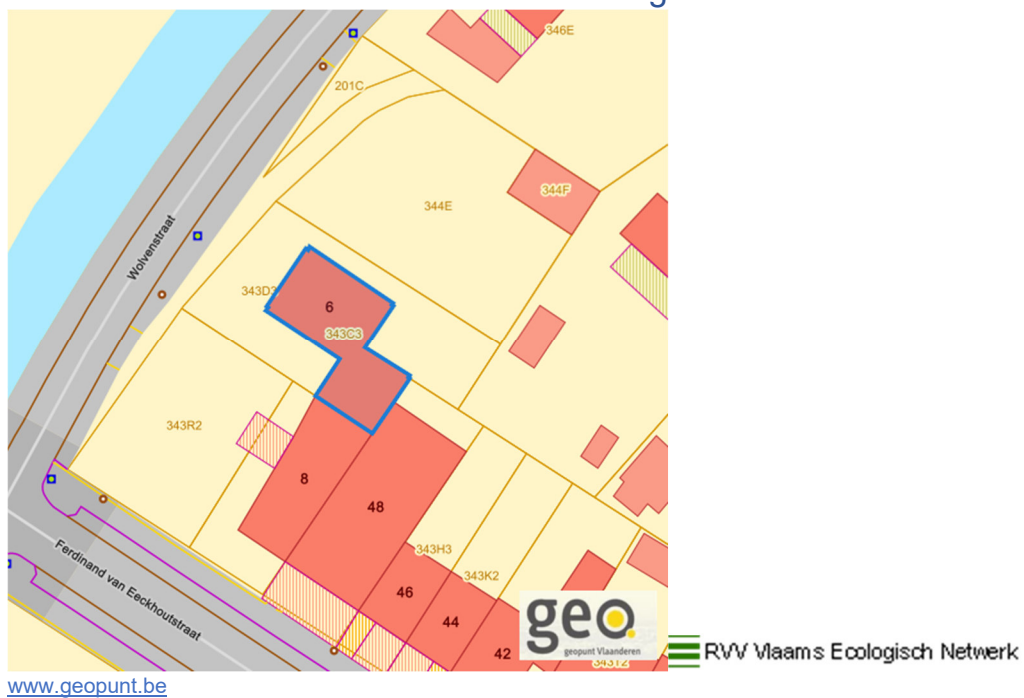 g
346E
201C
344F
344E
Wolvenstraat
343D3
6
343C3
343R2
8
48
343H3
343K2
46
44
42
Ferdinand van Eeckhoutstraat
geo
geopunt Vlaanderen
RVV Vlaams Ecologisch Netwerk
www.geopunt.be